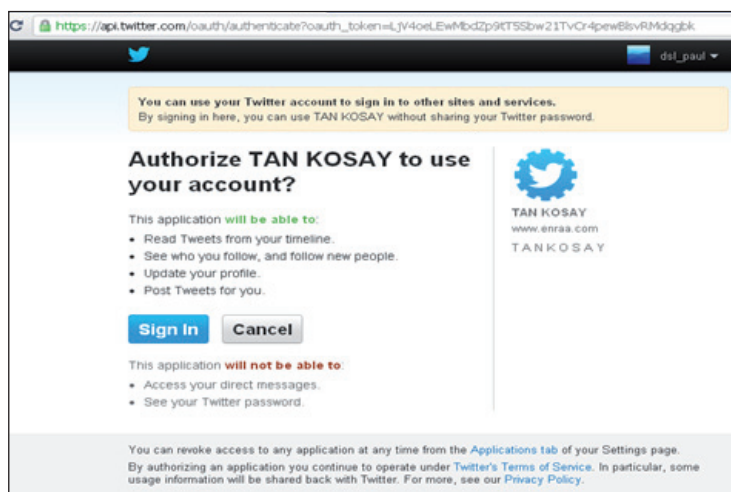 https://api.twitter.com/oauth/authenticate?oauth_token=
dsl_paul
You can use your Twitter account to sign in to other sites and services.
By signing in here, you can use TAN KOSAY without sharing your Twitter password.
Authorize TAN KOSAY to use
your account?
This application will be able to:
• Read Tweets from your timeline.
• See who you follow, and follow new people.
• Update your profile.
• Post Tweets for you.
Sign In Cancel
This application will not be able to:
• Access your direct messages.
• See your Twitter password.
TAN KOSAY
www.enraa.com
TANKOSAY
You can revoke access to any application at any time from the Applications tab of your Settings page.
By authorizing an application you continue to operate under Twitter's Terms of Service. In particular, some
usage information will be shared back with Twitter. For more, see our Privacy Policy.